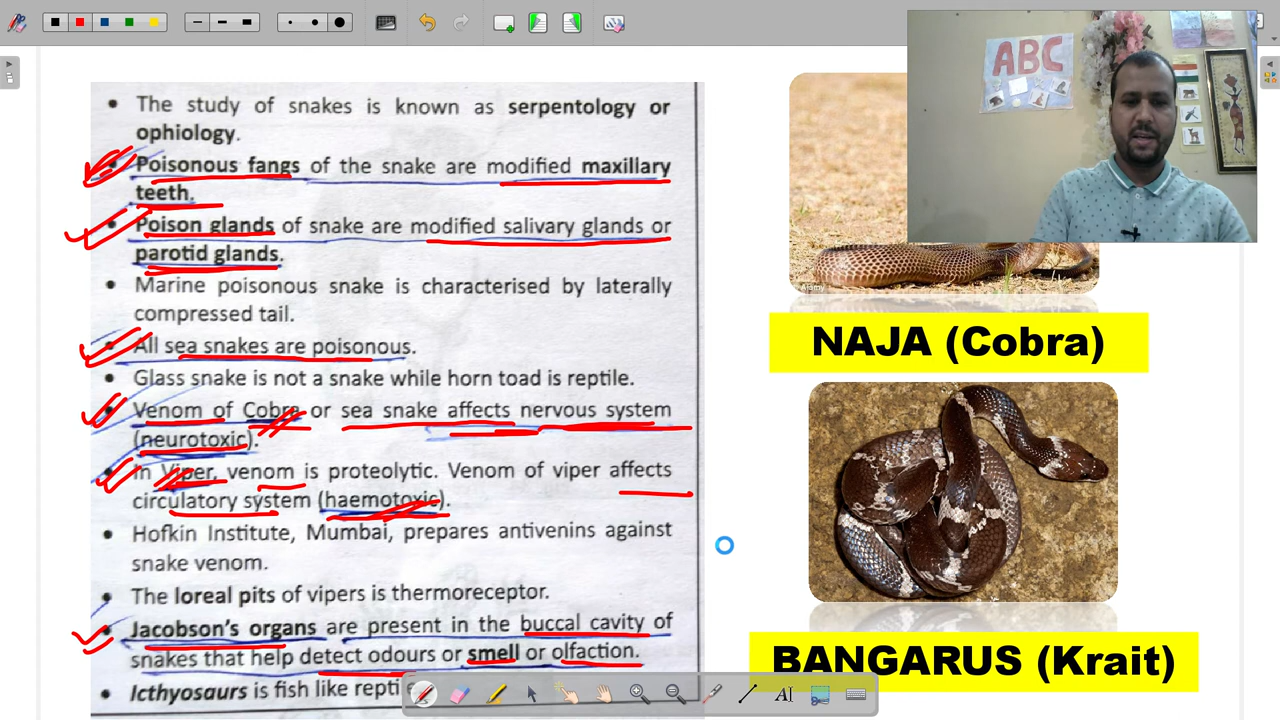 ABC
• The study of snakes is known as serpentology or
ophiology.
• Poisonous fangs of the snake are modified maxillary
teeth.
• Poison glands of snake are modified salivary glands or
parotid glands.
• Marine poisonous snake is characterised by laterally
compressed tail.
• All sea snakes are poisonous.
• Glass snake is not a snake while horn toad is reptile.
• Venom of Cobra or sea snake affects nervous system
(neurotoxic).
• In Viper, venom is proteolytic. Venom of viper affects
circulatory system (haemotoxic).
• Hofkin Institute, Mumbai, prepares antivenins against
snake venom.
• The loreal pits of vipers is thermoreceptor.
• Jacobson's organs are present in the buccal cavity of
snakes that help detect odours or smell or olfaction.
• Icthyosaurs is fish like repti
Alamy
NAJA (Cobra)
BANGARUS (Krait)
AI